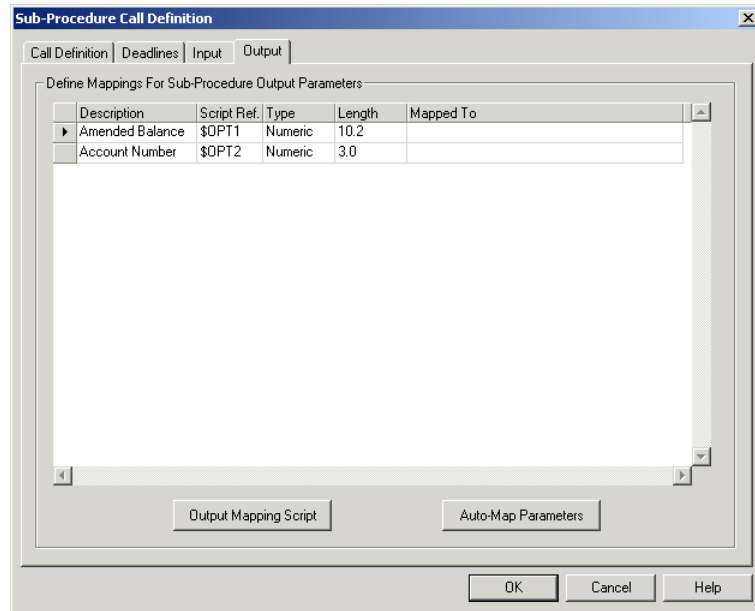 Sub-Procedure Call Definition
Call Definition Deadlines Input Output
Define Mappings For Sub-Procedure Output Parameters
Description Script Ref. Type Length Mapped To
Amended Balance $OPT1 Numeric 10.2
Account Number $OPT2 Numeric 3.0
Output Mapping Script Auto-Map Parameters
OK Cancel Help